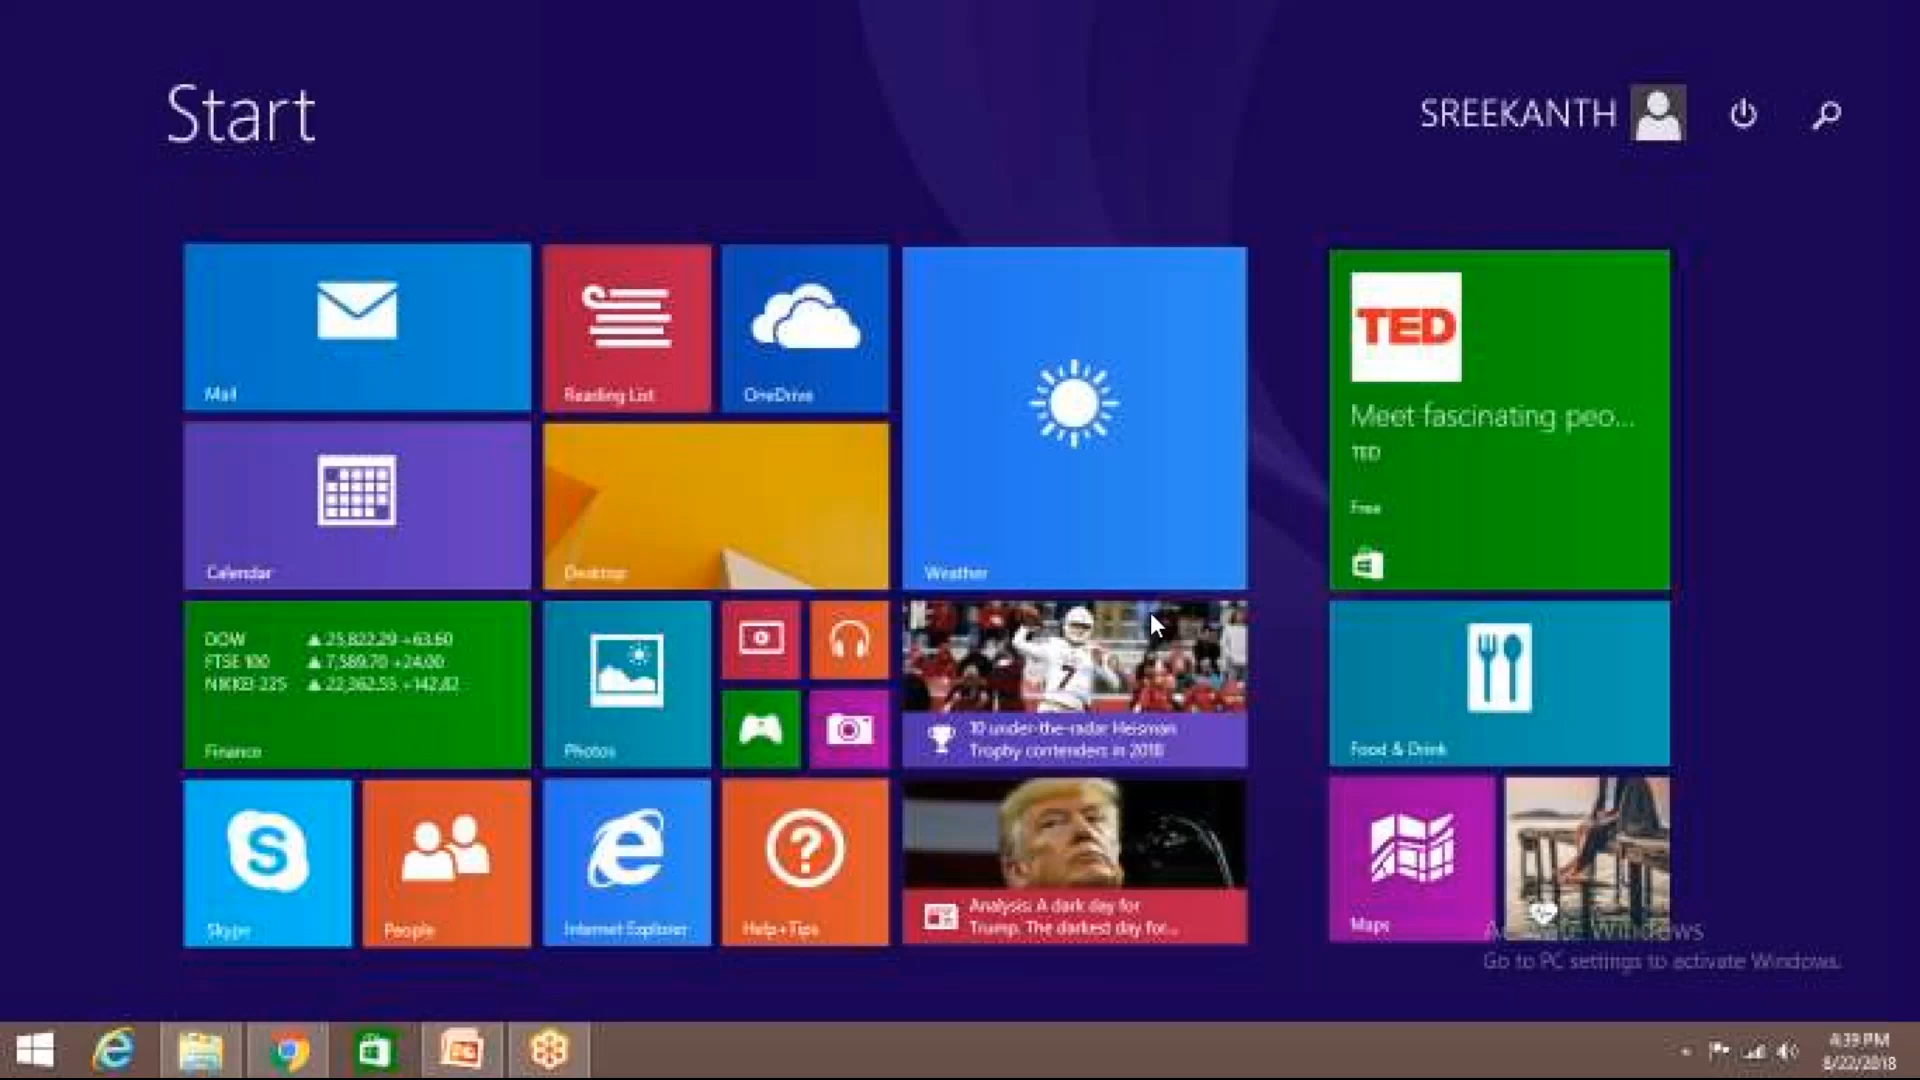 Start
SREEKANTH
Mail
Reading List
OneDrive
Weather
TED
Meet fascinating peo...
TED
Free
Calendar
Desktop
DOW ▲ 25,822.29 +63.60
FTSE 100 ▲ 7,589.70 +24.00
NIKKEI 225 ▲ 22,362.55 +142.82
Finance
Photos
7
10 under-the-radar Heisman
Trophy contenders in 2018
Food & Drink
Skype
People
Internet Explorer
Help+Tips
Analysis: A dark day for
Trump. The darkest day for...
Maps
Activate Windows
Go to PC settings to activate Windows.
4:39 PM
8/22/2018